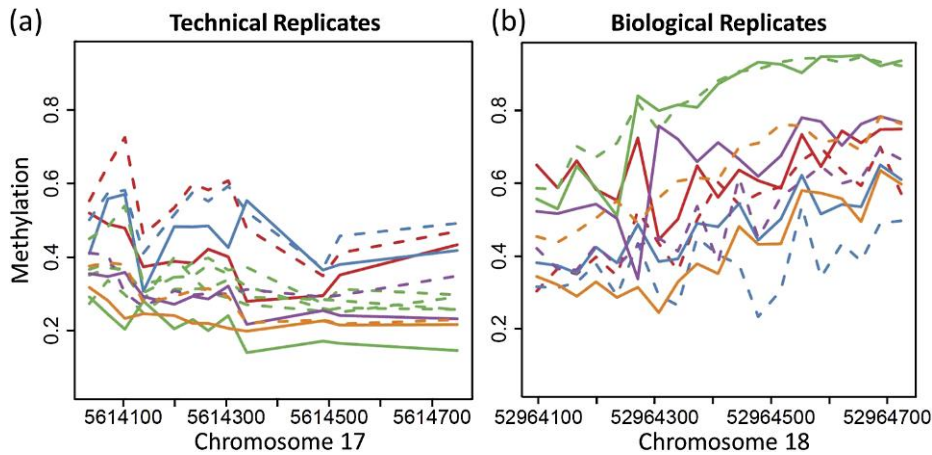 (a) Technical Replicates
Methylation
0.8
0.6
0.4
0.2
5614100 5614300 5614500 5614700
Chromosome 17
(b) Biological Replicates
0.8
0.6
0.4
0.2
52964100 52964300 52964500 52964700
Chromosome 18